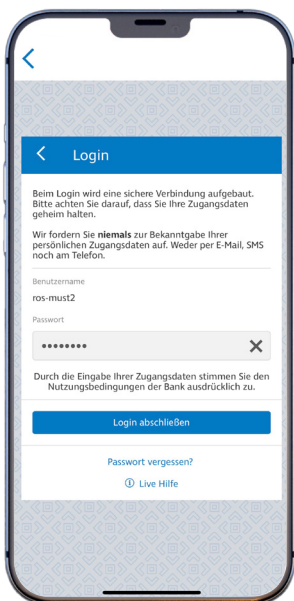 Login
Beim Login wird eine sichere Verbindung aufgebaut.
Bitte achten Sie darauf, dass Sie Ihre Zugangsdaten
geheim halten.
Wir fordern Sie niemals zur Bekanntgabe Ihrer
persönlichen Zugangsdaten auf. Weder per E-Mail, SMS
noch am Telefon.
Benutzername
ros-must2
Passwort
••••••••
Durch die Eingabe Ihrer Zugangsdaten stimmen Sie den
Nutzungsbedingungen der Bank ausdrücklich zu.
Login abschließen
Passwort vergessen?
Live Hilfe